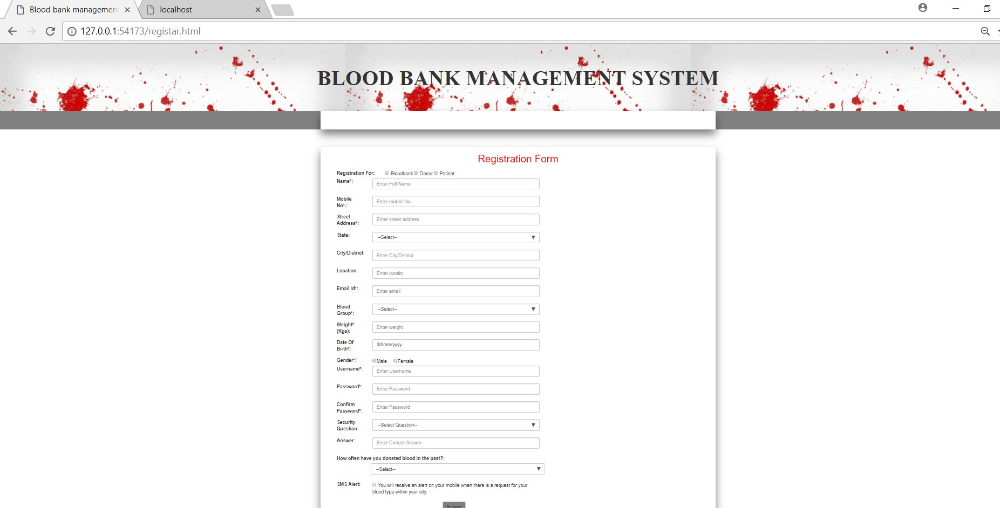 Blood bank managemen
localhost
127.0.0.1:54173/registar.html
BLOOD BANK MANAGEMENT SYSTEM
Registration Form
Registration For: Bloodbank Donor Patient
Name*: Enter Full Name
Mobile
No*.: Enter mobile No.
Street
Address*: Enter street address
State: --Select--
City/District: Enter City/District
Location: Enter locatin
Email Id*: Enter email
Blood
Group*: --Select--
Weight*
(Kgs): Enter weight
Date Of
Birth*: dd/mm/yyyy
Gender*: Male Female
Username*: Enter Username
Password*: Enter Password
Confirm
Password*: Enter Password
Security
Question: --Select Question--
Answer: Enter Correct Answer
How often have you donated blood in the past?:
--Select--
SMS Alert: You will receive an alert on your mobile when there is a request for your
blood type within your city.
Submit